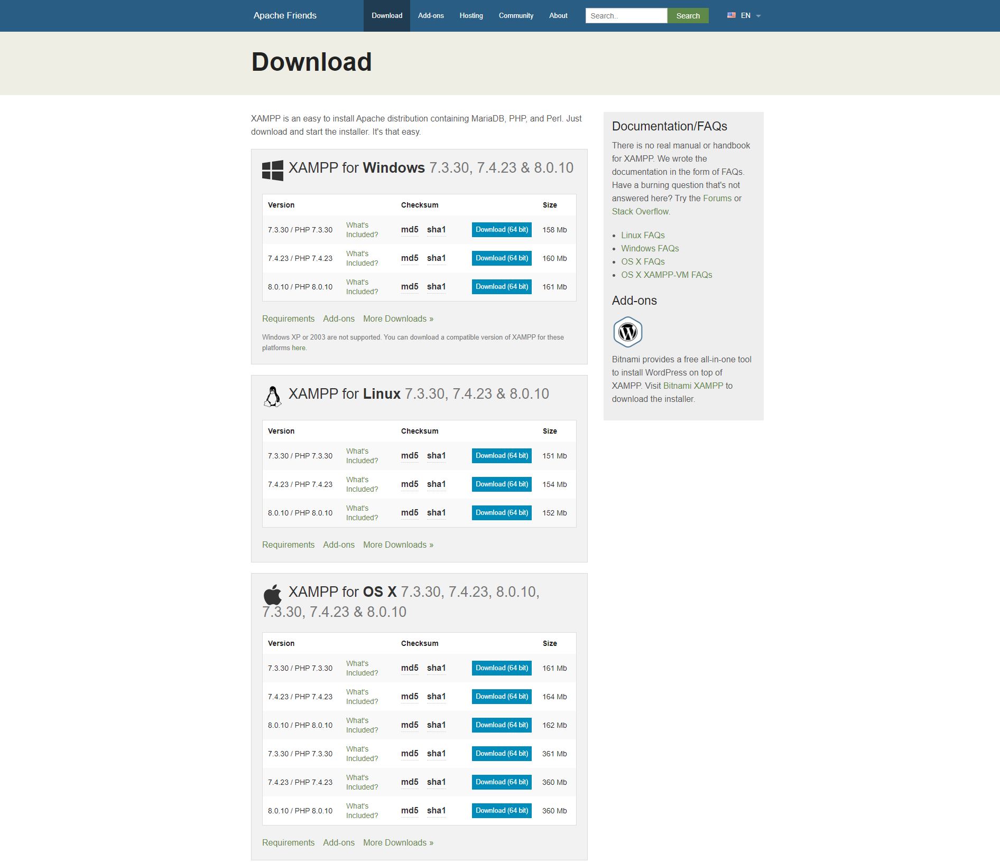 Apache Friends
Download
Add-ons
Hosting
Community
About
Search..
Search
EN
Download
XAMPP is an easy to install Apache distribution containing MariaDB, PHP, and Perl. Just
download and start the installer. It's that easy.
XAMPP for Windows 7.3.30, 7.4.23 & 8.0.10
Version Checksum Size
7.3.30 / PHP 7.3.30 What's
Included? md5 sha1 Download (64 bit) 158 Mb
7.4.23 / PHP 7.4.23 What's
Included? md5 sha1 Download (64 bit) 160 Mb
8.0.10 / PHP 8.0.10 What's
Included? md5 sha1 Download (64 bit) 161 Mb
Requirements Add-ons More Downloads »
Windows XP or 2003 are not supported. You can download a compatible version of XAMPP for these
platforms here.
XAMPP for Linux 7.3.30, 7.4.23 & 8.0.10
Version Checksum Size
7.3.30 / PHP 7.3.30 What's
Included? md5 sha1 Download (64 bit) 151 Mb
7.4.23 / PHP 7.4.23 What's
Included? md5 sha1 Download (64 bit) 154 Mb
8.0.10 / PHP 8.0.10 What's
Included? md5 sha1 Download (64 bit) 152 Mb
Requirements Add-ons More Downloads »
XAMPP for OS X 7.3.30, 7.4.23, 8.0.10,
7.3.30, 7.4.23 & 8.0.10
Version Checksum Size
7.3.30 / PHP 7.3.30 What's
Included? md5 sha1 Download (64 bit) 161 Mb
7.4.23 / PHP 7.4.23 What's
Included? md5 sha1 Download (64 bit) 164 Mb
8.0.10 / PHP 8.0.10 What's
Included? md5 sha1 Download (64 bit) 162 Mb
7.3.30 / PHP 7.3.30 What's
Included? md5 sha1 Download (64 bit) 361 Mb
7.4.23 / PHP 7.4.23 What's
Included? md5 sha1 Download (64 bit) 360 Mb
8.0.10 / PHP 8.0.10 What's
Included? md5 sha1 Download (64 bit) 360 Mb
Requirements Add-ons More Downloads »
Documentation/FAQs
There is no real manual or handbook
for XAMPP. We wrote the
documentation in the form of FAQs.
Have a burning question that's not
answered here? Try the Forums or
Stack Overflow.
• Linux FAQs
• Windows FAQs
• OS X FAQs
• OS X XAMPP-VM FAQs
Add-ons
Bitnami provides a free all-in-one tool
to install WordPress on top of
XAMPP. Visit Bitnami XAMPP to
download the installer.